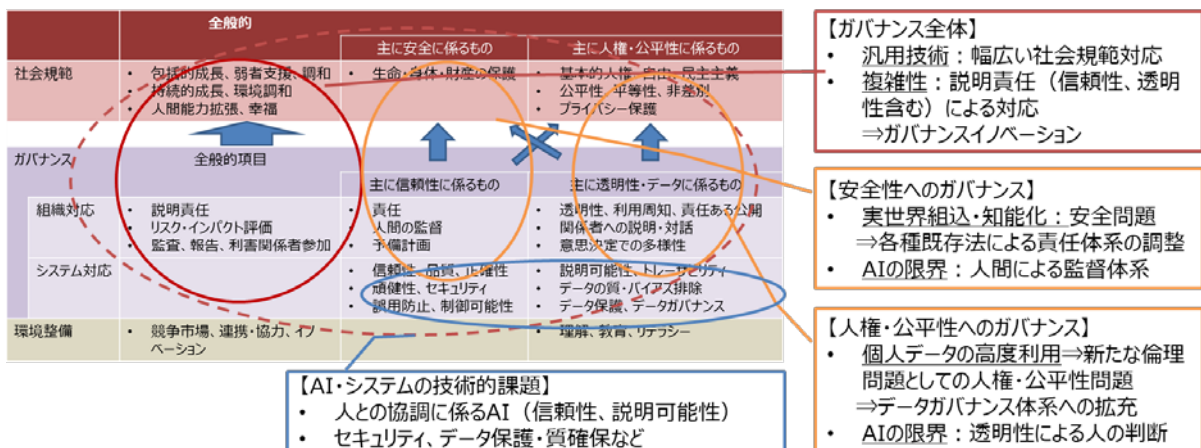 全般的
主に安全に係るもの
主に人権・公平性に係るもの
社会規範
• 包括的成長、弱者支援、調和
• 持続的成長、環境調和
• 人間能力拡張、幸福
• 生命・身体・財産の保護
• 基本的人権・自由・民主主義
• 公平性、平等性、非差別
• プライバシー保護
ガバナンス
全般的項目
主に信頼性に係るもの
主に透明性・データに係るもの
組織対応
• 説明責任
• リスク・インパクト評価
• 監査、報告、利害関係者参加
• 責任
• 人間の監督
• 予備計画
• 透明性、利用周知、責任ある公開
• 関係者への説明・対話
• 意思決定での多様性
システム対応
• 信頼性・品質、正確性
• 頑健性、セキュリティ
• 誤用防止、制御可能性
• 説明可能性、トレーサビリティ
• データの質・バイアス排除
• データ保護、データガバナンス
環境整備
• 競争市場、連携・協力、イノ
ベーション
• 理解、教育、リテラシー
【ガバナンス全体】
• 汎用技術：幅広い社会規範対応
• 複雑性：説明責任（信頼性、透明
性含む）による対応
⇒ガバナンスイノベーション
【安全性へのガバナンス】
• 実世界組込・知能化：安全問題
⇒各種既存法による責任体系の調整
• AIの限界：人間による監督体系
【人権・公平性へのガバナンス】
• 個人データの高度利用⇒新たな倫理
問題としての人権・公平性問題
⇒データガバナンス体系への拡充
• AIの限界：透明性による人の判断
【AI・システムの技術的課題】
• 人との協調に係るAI（信頼性、説明可能性）
• セキュリティ、データ保護・質確保など